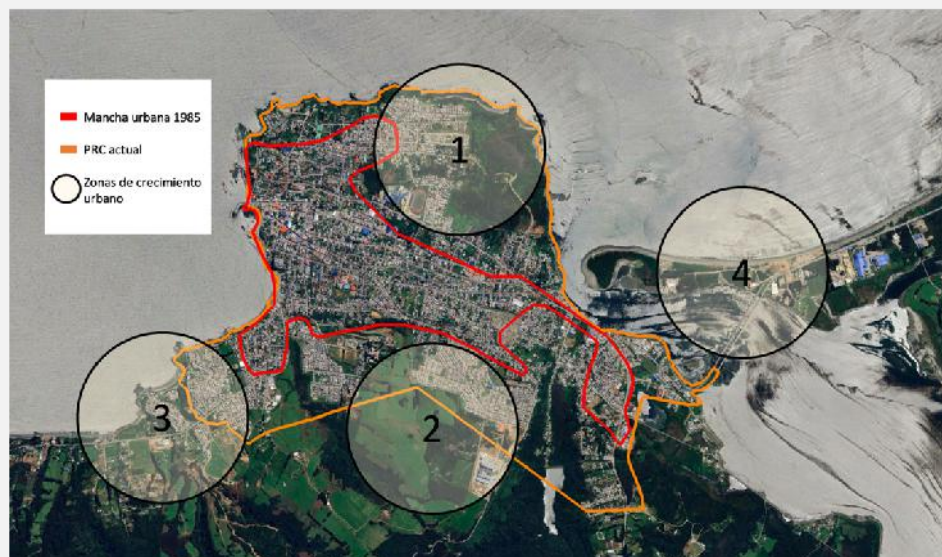 Mancha urbana 1985
PRC actual
Zonas de crecimiento
urbano
1
2
3
4